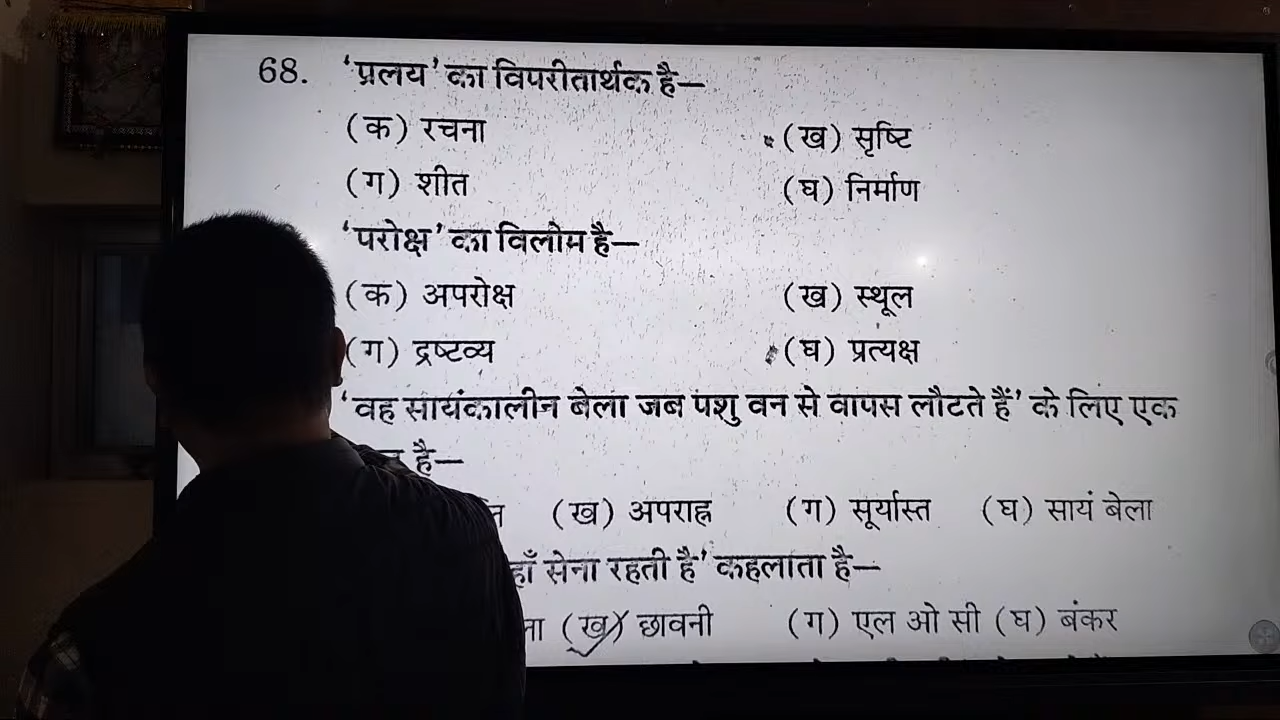 68. 'प्रलय' का विपरीतार्थक है—
(क) रचना (ख) सृष्टि
(ग) शीत (घ) निर्माण
'परोक्ष' का विलोम है—
(क) अपरोक्ष (ख) स्थूल
(ग) द्रष्टव्य (घ) प्रत्यक्ष
'वह सायंकालीन बेला जब पशु वन से वापस लौटते हैं' के लिए एक
है—
(ख) अपराह्न (ग) सूर्यास्त (घ) सायं बेला
सेना रहती है' कहलाता है—
(ख) छावनी (ग) एल ओ सी (घ) बंकर